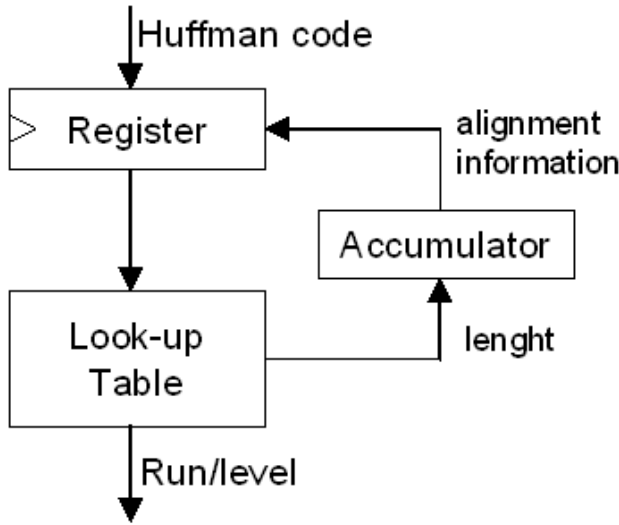 Huffman code
Register
alignment
information
Accumulator
Look-up
Table
lenght
Run/level